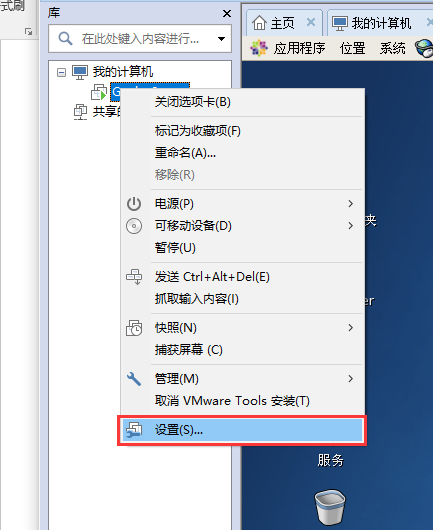 式刷
库
在此处键入内容进行...
我的计算机
共享的
主页
我的计算机
应用程序 位置 系统
关闭选项卡(B)
标记为收藏项(F)
重命名(A)...
移除(R)
电源(P)
可移动设备(D)
暂停(U)
发送 Ctrl+Alt+Del(E)
抓取输入内容(I)
快照(N)
捕获屏幕 (C)
管理(M)
取消 VMware Tools 安装(T)
设置(S)...
夹
er
服务